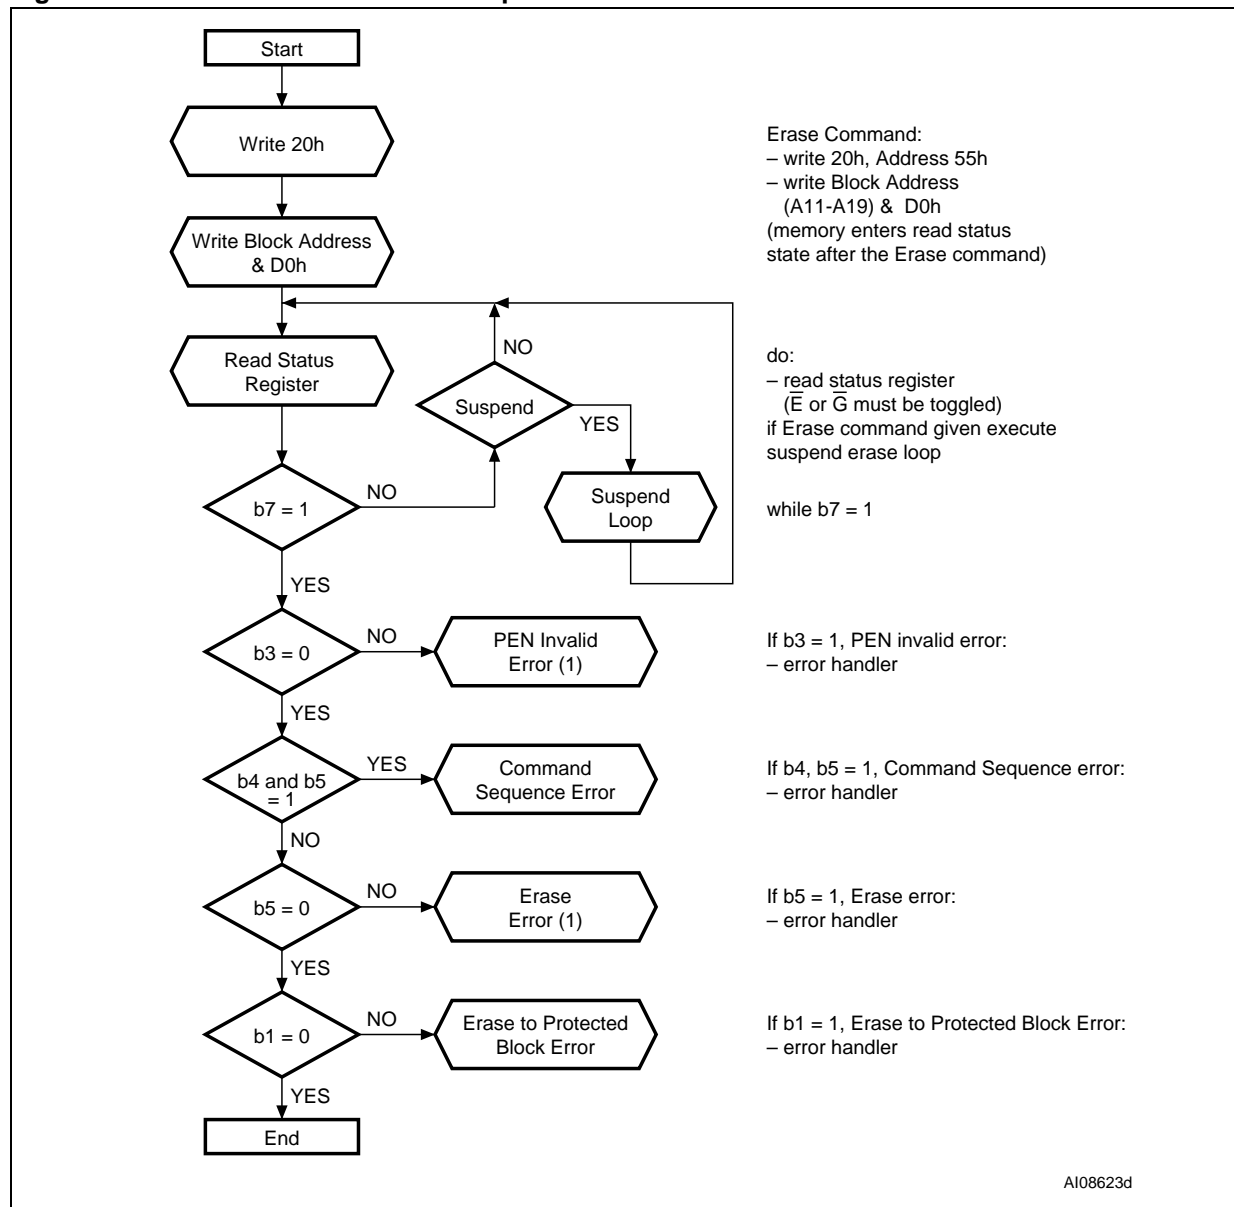 Start
Write 20h
Erase Command:
– write 20h, Address 55h
– write Block Address
(A11-A19) & D0h
(memory enters read status
state after the Erase command)
Write Block Address
& D0h
Read Status
Register
NO
Suspend
YES
do:
– read status register
(E̅ or G̅ must be toggled)
if Erase command given execute
suspend erase loop
b7 = 1
NO
Suspend
Loop
while b7 = 1
YES
b3 = 0
NO
PEN Invalid
Error (1)
If b3 = 1, PEN invalid error:
– error handler
YES
b4 and b5
= 1
YES
Command
Sequence Error
If b4, b5 = 1, Command Sequence error:
– error handler
NO
b5 = 0
NO
Erase
Error (1)
If b5 = 1, Erase error:
– error handler
YES
b1 = 0
NO
Erase to Protected
Block Error
If b1 = 1, Erase to Protected Block Error:
– error handler
YES
End
AI08623d